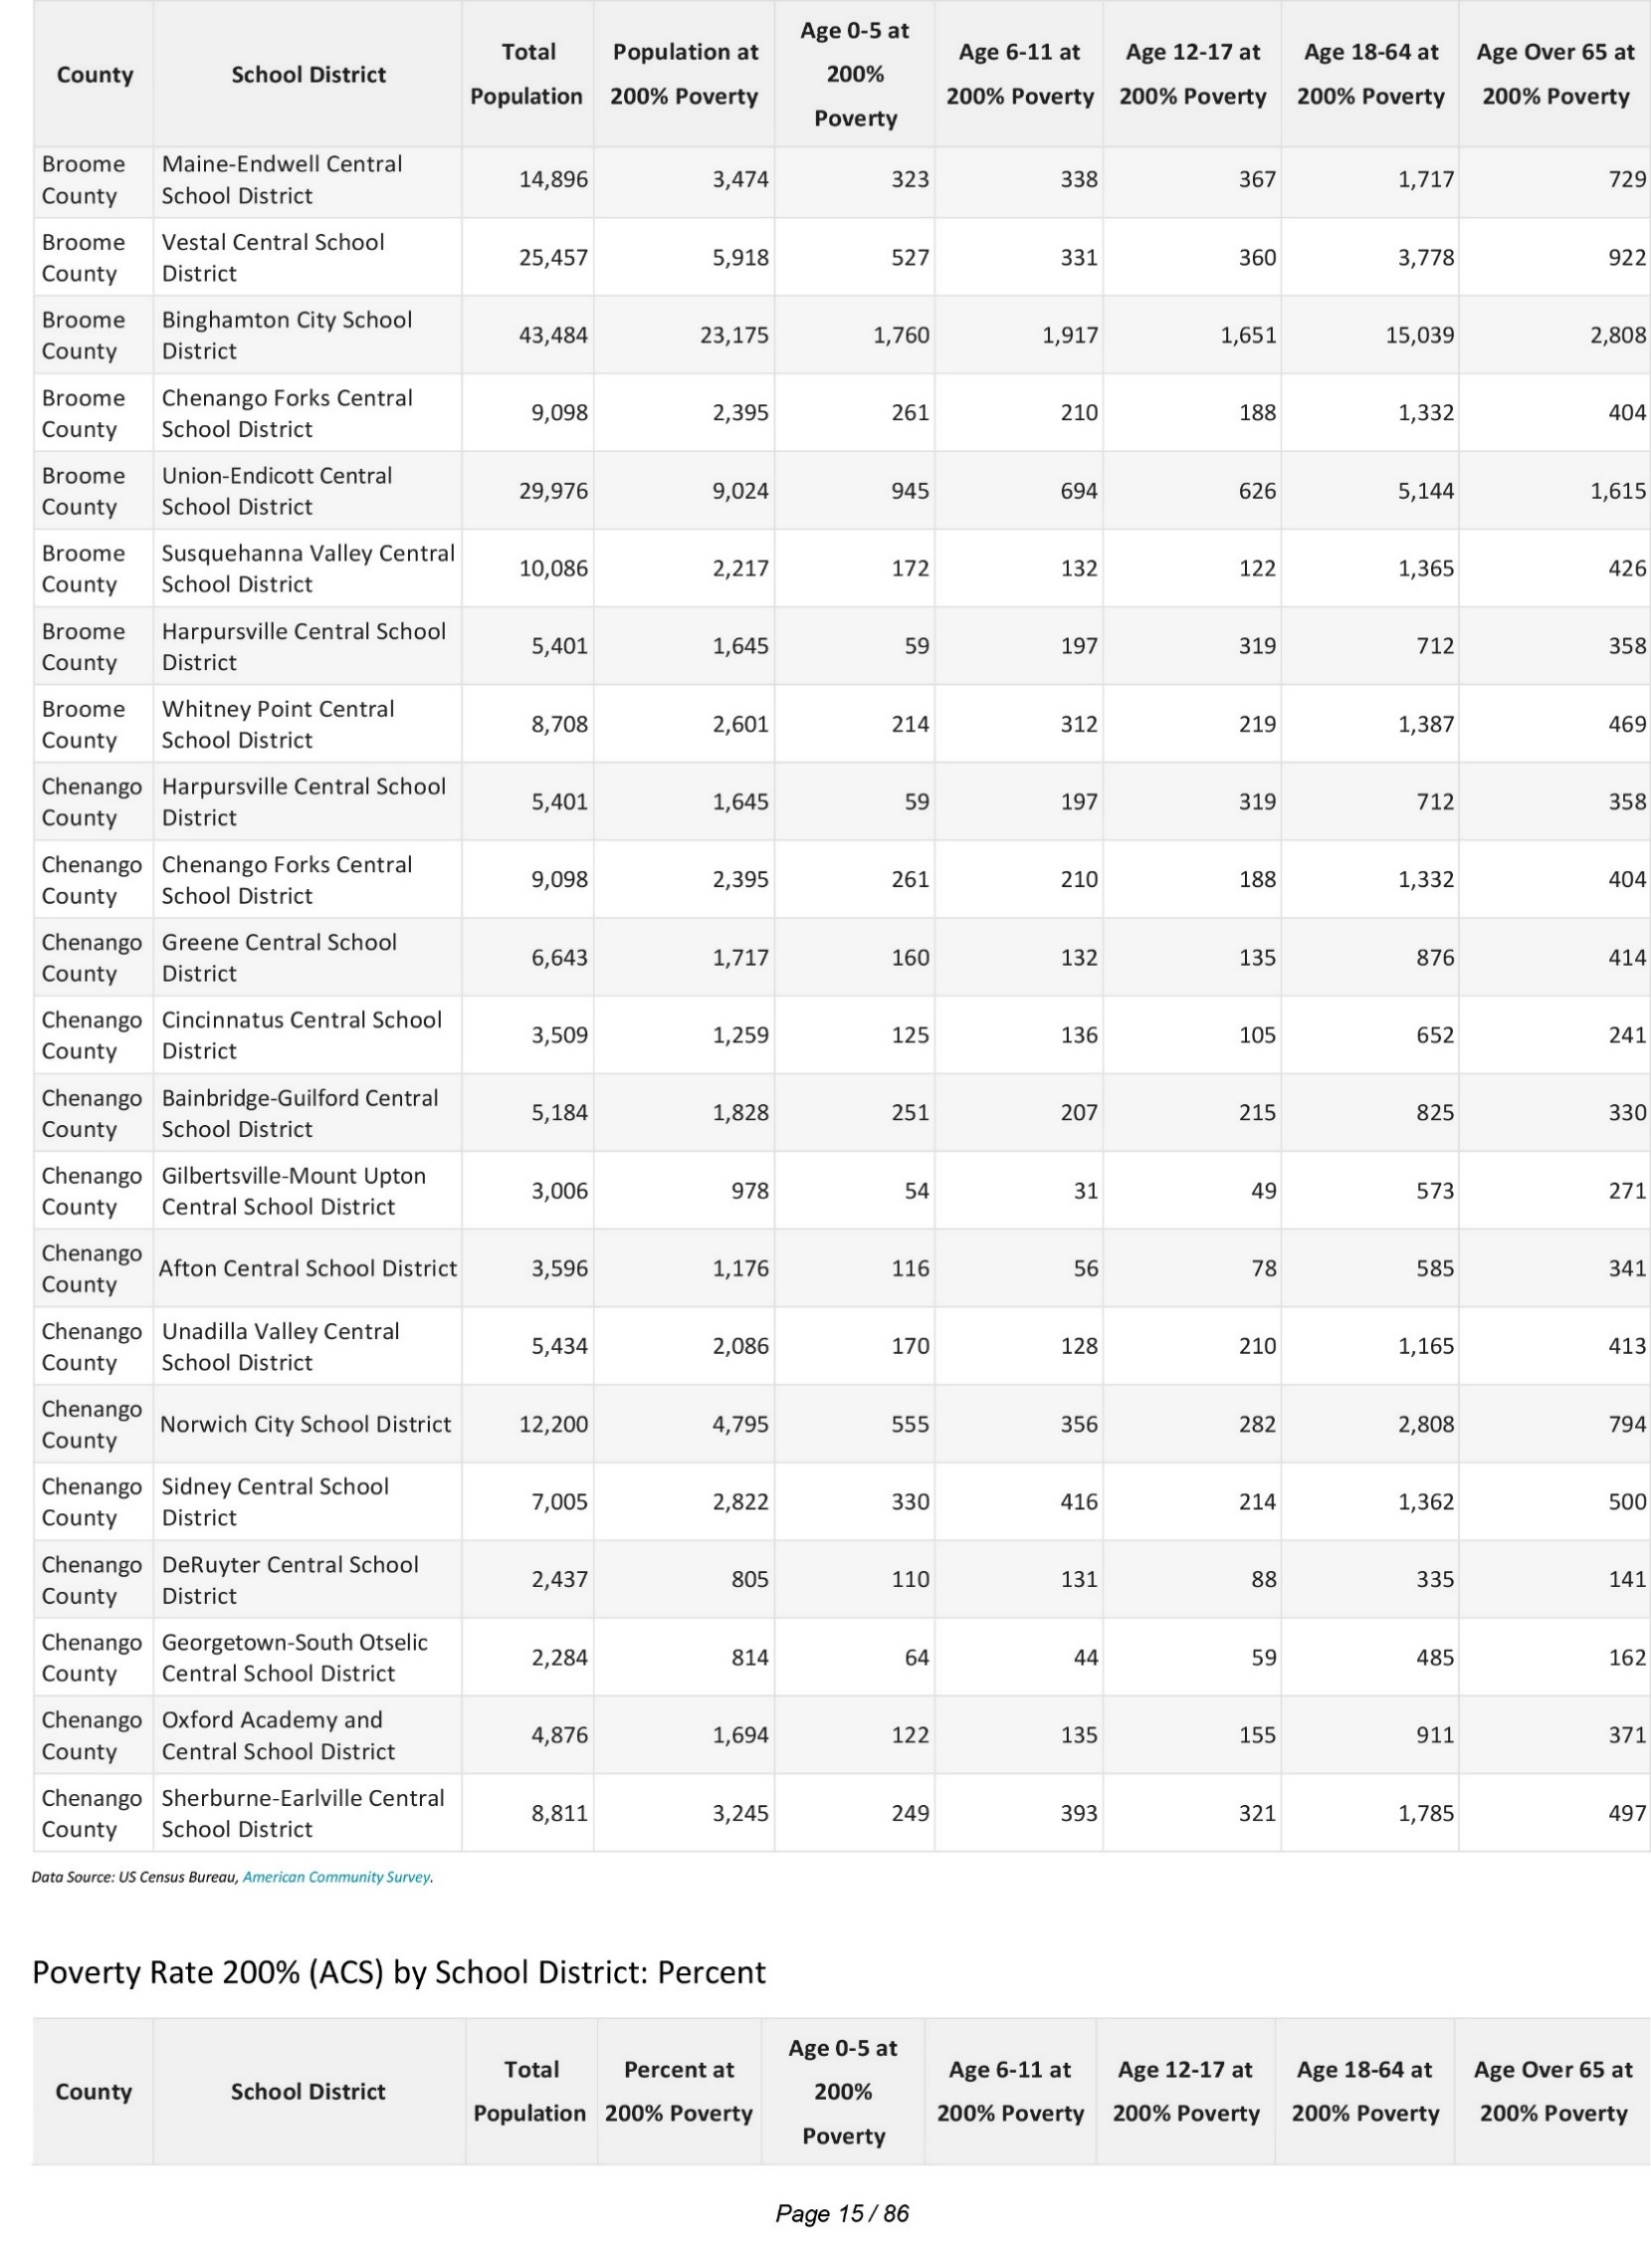 County School District Total Population Population at 200% Poverty Age 0-5 at 200% Poverty Age 6-11 at 200% Poverty Age 12-17 at 200% Poverty Age 18-64 at 200% Poverty Age Over 65 at 200% Poverty
Broome County Maine-Endwell Central School District 14,896 3,474 323 338 367 1,717 729
Broome County Vestal Central School District 25,457 5,918 527 331 360 3,778 922
Broome County Binghamton City School District 43,484 23,175 1,760 1,917 1,651 15,039 2,808
Broome County Chenango Forks Central School District 9,098 2,395 261 210 188 1,332 404
Broome County Union-Endicott Central School District 29,976 9,024 945 694 626 5,144 1,615
Broome County Susquehanna Valley Central School District 10,086 2,217 172 132 122 1,365 426
Broome County Harpursville Central School District 5,401 1,645 59 197 319 712 358
Broome County Whitney Point Central School District 8,708 2,601 214 312 219 1,387 469
Chenango County Harpursville Central School District 5,401 1,645 59 197 319 712 358
Chenango County Chenango Forks Central School District 9,098 2,395 261 210 188 1,332 404
Chenango County Greene Central School District 6,643 1,717 160 132 135 876 414
Chenango County Cincinnatus Central School District 3,509 1,259 125 136 105 652 241
Chenango County Bainbridge-Guilford Central School District 5,184 1,828 251 207 215 825 330
Chenango County Gilbertsville-Mount Upton Central School District 3,006 978 54 31 49 573 271
Chenango County Afton Central School District 3,596 1,176 116 56 78 585 341
Chenango County Unadilla Valley Central School District 5,434 2,086 170 128 210 1,165 413
Chenango County Norwich City School District 12,200 4,795 555 356 282 2,808 794
Chenango County Sidney Central School District 7,005 2,822 330 416 214 1,362 500
Chenango County DeRuyter Central School District 2,437 805 110 131 88 335 141
Chenango County Georgetown-South Otselic Central School District 2,284 814 64 44 59 485 162
Chenango County Oxford Academy and Central School District 4,876 1,694 122 135 155 911 371
Chenango County Sherburne-Earlville Central School District 8,811 3,245 249 393 321 1,785 497
Data Source: US Census Bureau, American Community Survey.
Poverty Rate 200% (ACS) by School District: Percent
County School District Total Population Percent at 200% Poverty Age 0-5 at 200% Poverty Age 6-11 at 200% Poverty Age 12-17 at 200% Poverty Age 18-64 at 200% Poverty Age Over 65 at 200% Poverty
Page 15 / 86